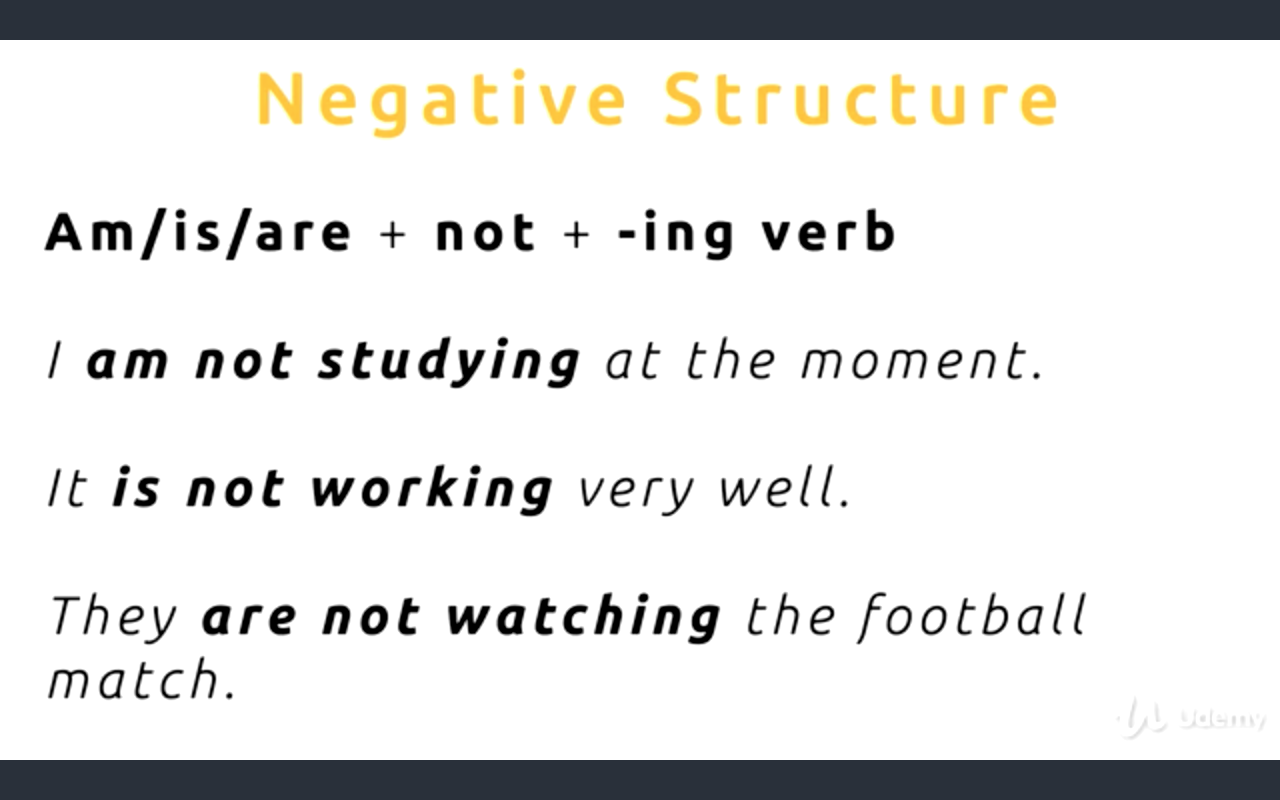 Negative Structure
Am/is/are + not + -ing verb
I am not studying at the moment.
It is not working very well.
They are not watching the football
match.
Udemy